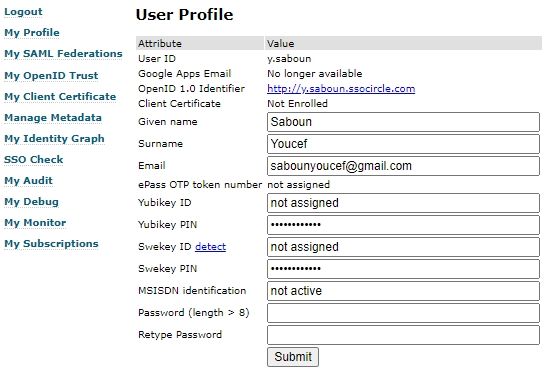 Logout
My Profile
My SAML Federations
My OpenID Trust
My Client Certificate
Manage Metadata
My Identity Graph
SSO Check
My Audit
My Debug
My Monitor
My Subscriptions
User Profile
Attribute Value
User ID y.saboun
Google Apps Email No longer available
OpenID 1.0 Identifier http://y.saboun.ssocircle.com
Client Certificate Not Enrolled
Given name Saboun
Surname Youcef
Email sabounyoucef@gmail.com
ePass OTP token number not assigned
Yubikey ID not assigned
Yubikey PIN ••••••••••••
Swekey ID detect not assigned
Swekey PIN ••••••••••••
MSISDN identification not active
Password (length > 8)
Retype Password
Submit